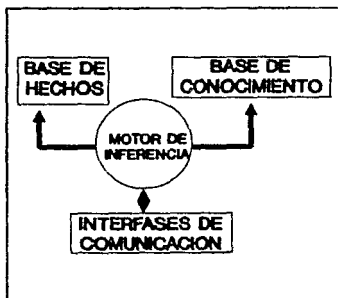 BASE DE
HECHOS
BASE DE
CONOCIMIENTO
MOTOR DE
INFERENCIA
INTERFASES DE
COMUNICACION